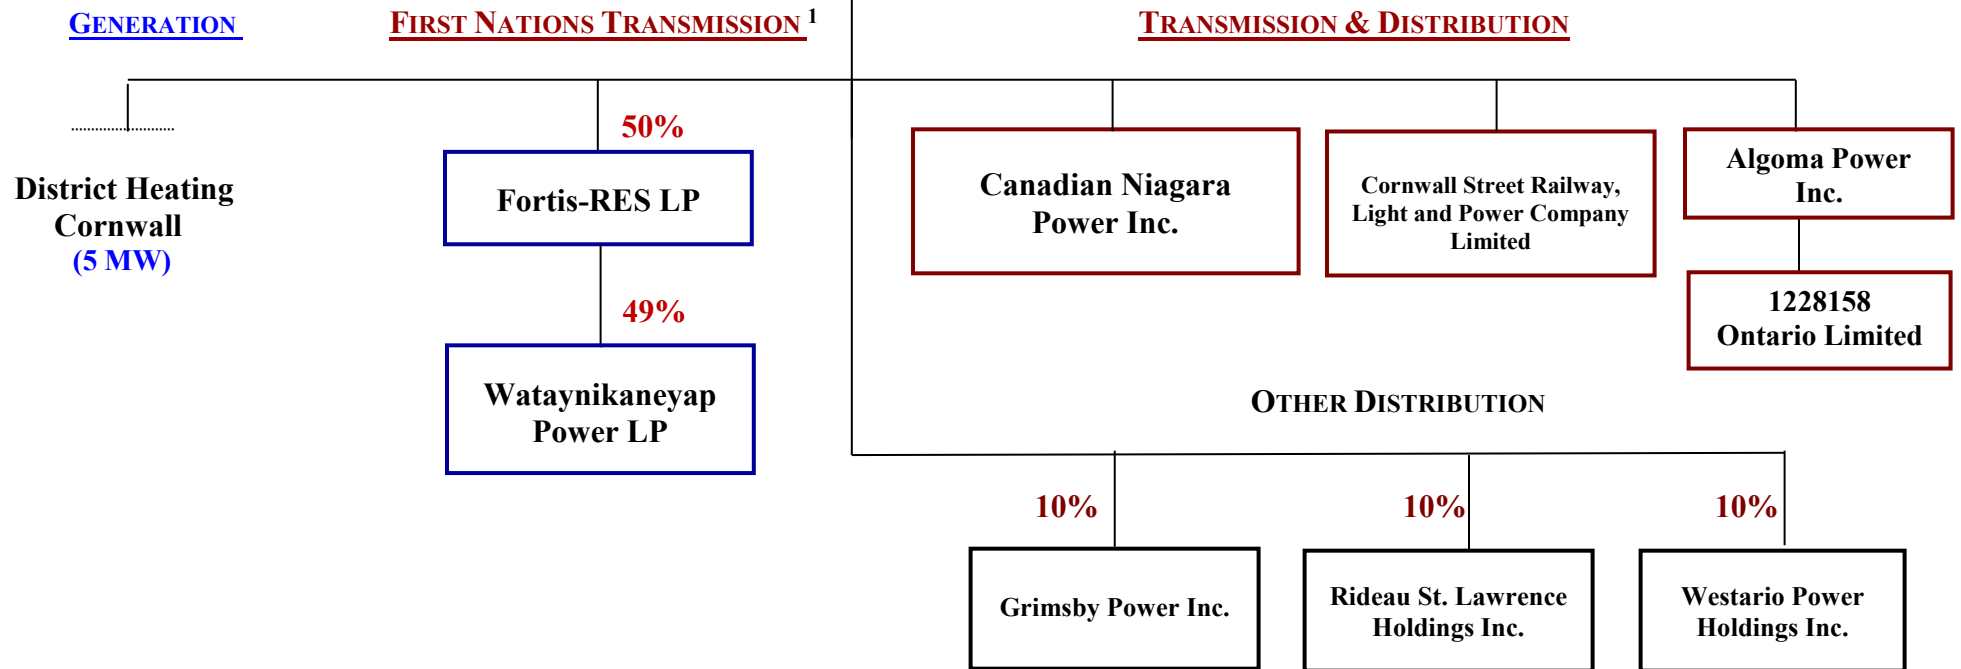 GENERATION
FIRST NATIONS TRANSMISSION 1
TRANSMISSION & DISTRIBUTION
District Heating
Cornwall
(5 MW)
50%
Fortis-RES LP
49%
Wataynikaneyap
Power LP
Canadian Niagara
Power Inc.
Cornwall Street Railway,
Light and Power Company
Limited
Algoma Power
Inc.
1228158
Ontario Limited
OTHER DISTRIBUTION
10%
10%
10%
Grimsby Power Inc.
Rideau St. Lawrence
Holdings Inc.
Westario Power
Holdings Inc.